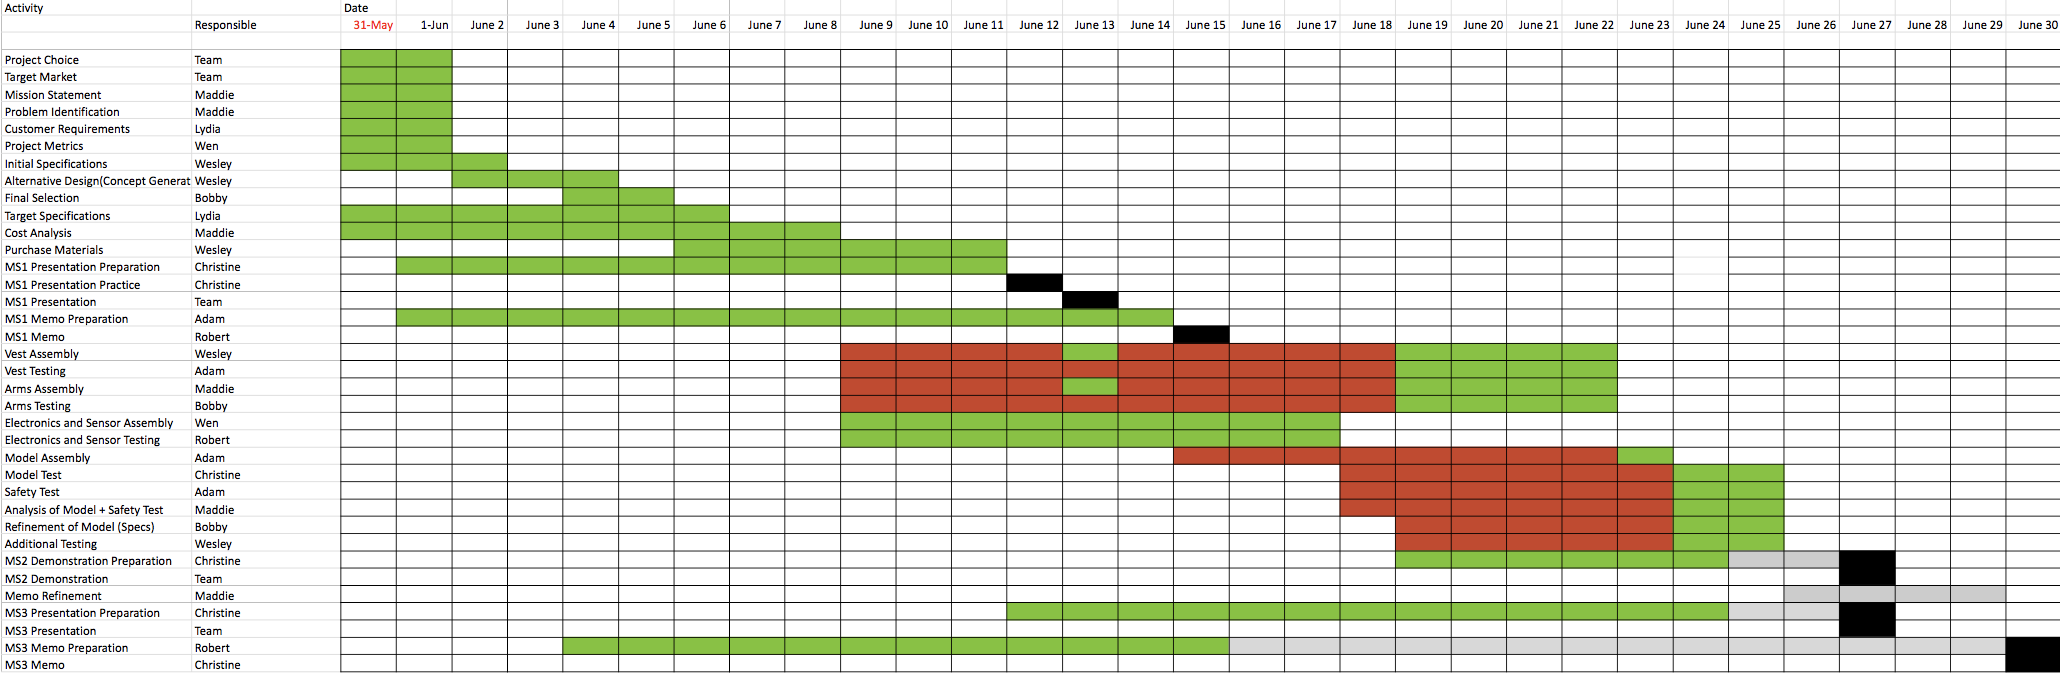 Activity Date
Responsible 31-May 1-Jun June 2 June 3 June 4 June 5 June 6 June 7 June 8 June 9 June 10 June 11 June 12 June 13 June 14 June 15 June 16 June 17 June 18 June 19 June 20 June 21 June 22 June 23 June 24 June 25 June 26 June 27 June 28 June 29 June 30
Project Choice Team
Target Market Team
Mission Statement Maddie
Problem Identification Maddie
Customer Requirements Lydia
Project Metrics Wen
Initial Specifications Wesley
Alternative Design(Concept Generat Wesley
Final Selection Bobby
Target Specifications Lydia
Cost Analysis Maddie
Purchase Materials Wesley
MS1 Presentation Preparation Christine
MS1 Presentation Practice Christine
MS1 Presentation Team
MS1 Memo Preparation Adam
MS1 Memo Robert
Vest Assembly Wesley
Vest Testing Adam
Arms Assembly Maddie
Arms Testing Bobby
Electronics and Sensor Assembly Wen
Electronics and Sensor Testing Robert
Model Assembly Adam
Model Test Christine
Safety Test Adam
Analysis of Model + Safety Test Maddie
Refinement of Model (Specs) Bobby
Additional Testing Wesley
MS2 Demonstration Preparation Christine
MS2 Demonstration Team
Memo Refinement Maddie
MS3 Presentation Preparation Christine
MS3 Presentation Team
MS3 Memo Preparation Robert
MS3 Memo Christine